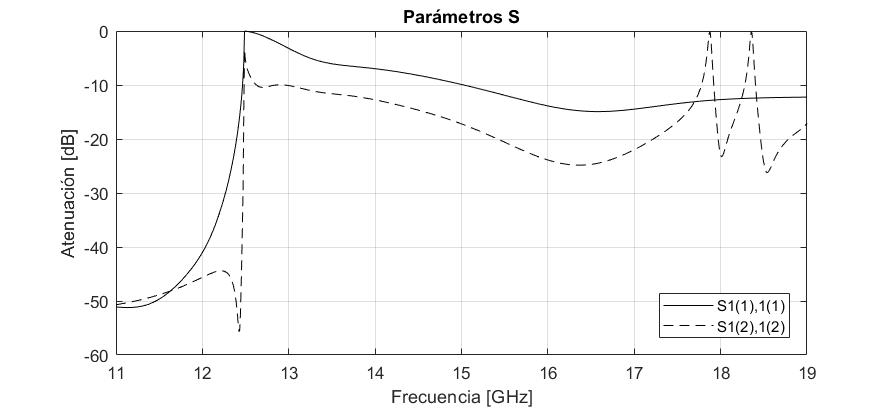 Parámetros S
Atenuación [dB]
0
-10
-20
-30
-40
-50
-60
S1(1),1(1)
S1(2),1(2)
11 12 13 14 15 16 17 18 19
Frecuencia [GHz]